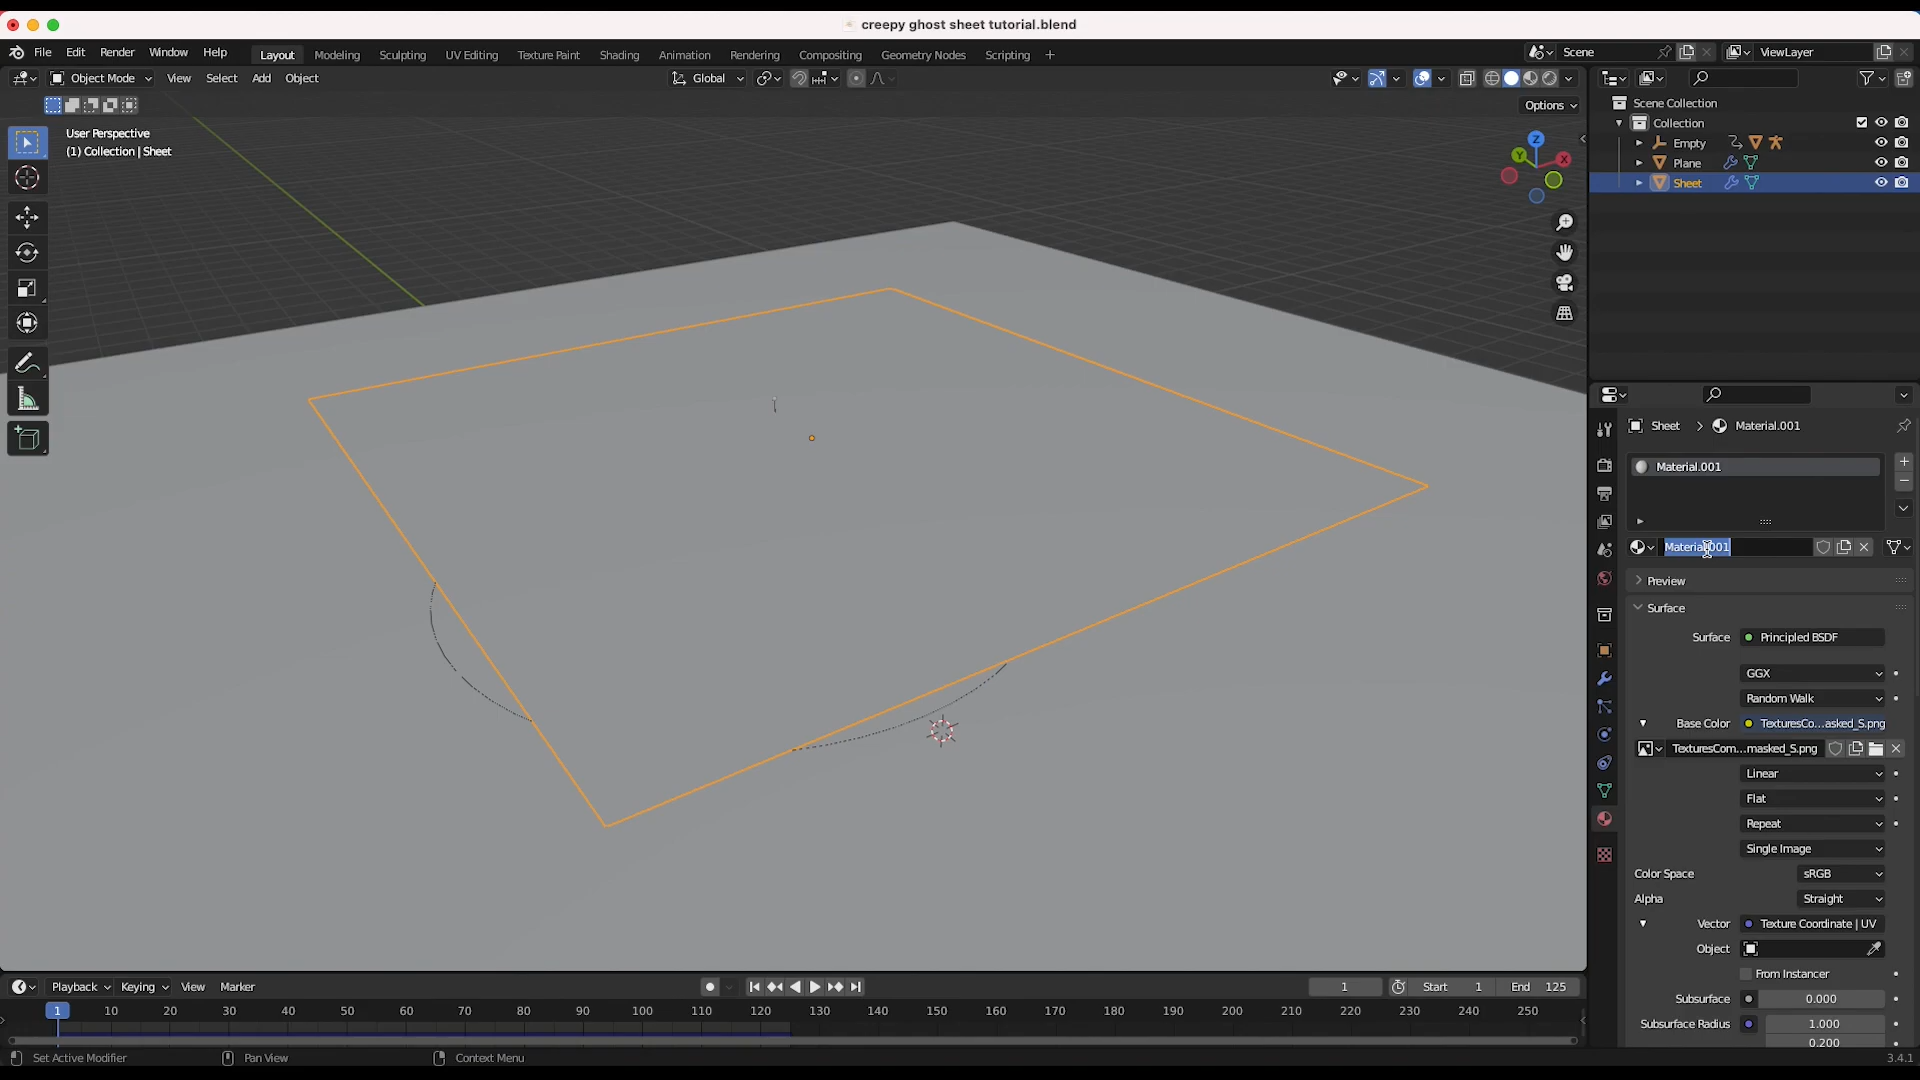 creepy ghost sheet tutorial.blend
File Edit Render Window Help Layout Modeling Sculpting UV Editing Texture Paint Shading Animation Rendering Compositing Geometry Nodes Scripting + Scene ViewLayer
Object Mode View Select Add Object Global
Options
User Perspective
(1) Collection | Sheet
Z
Y
X
Scene Collection
Collection
Empty
Plane
Sheet
Sheet Material.001
Material.001
Material.001
Preview
Surface
Surface Principled BSDF
GGX
Random Walk
Base Color TexturesCo...asked_S.png
TexturesCom...masked_S.png
Linear
Flat
Repeat
Single Image
Color Space sRGB
Alpha Straight
Vector Texture Coordinate | UV
Object
From Instancer
Subsurface 0.000
Subsurface Radius 1.000
0.200
Playback Keying View Marker 1 Start 1 End 125
1 10 20 30 40 50 60 70 80 90 100 110 120 130 140 150 160 170 180 190 200 210 220 230 240 250
Set Active Modifier Pan View Context Menu 3.4.1